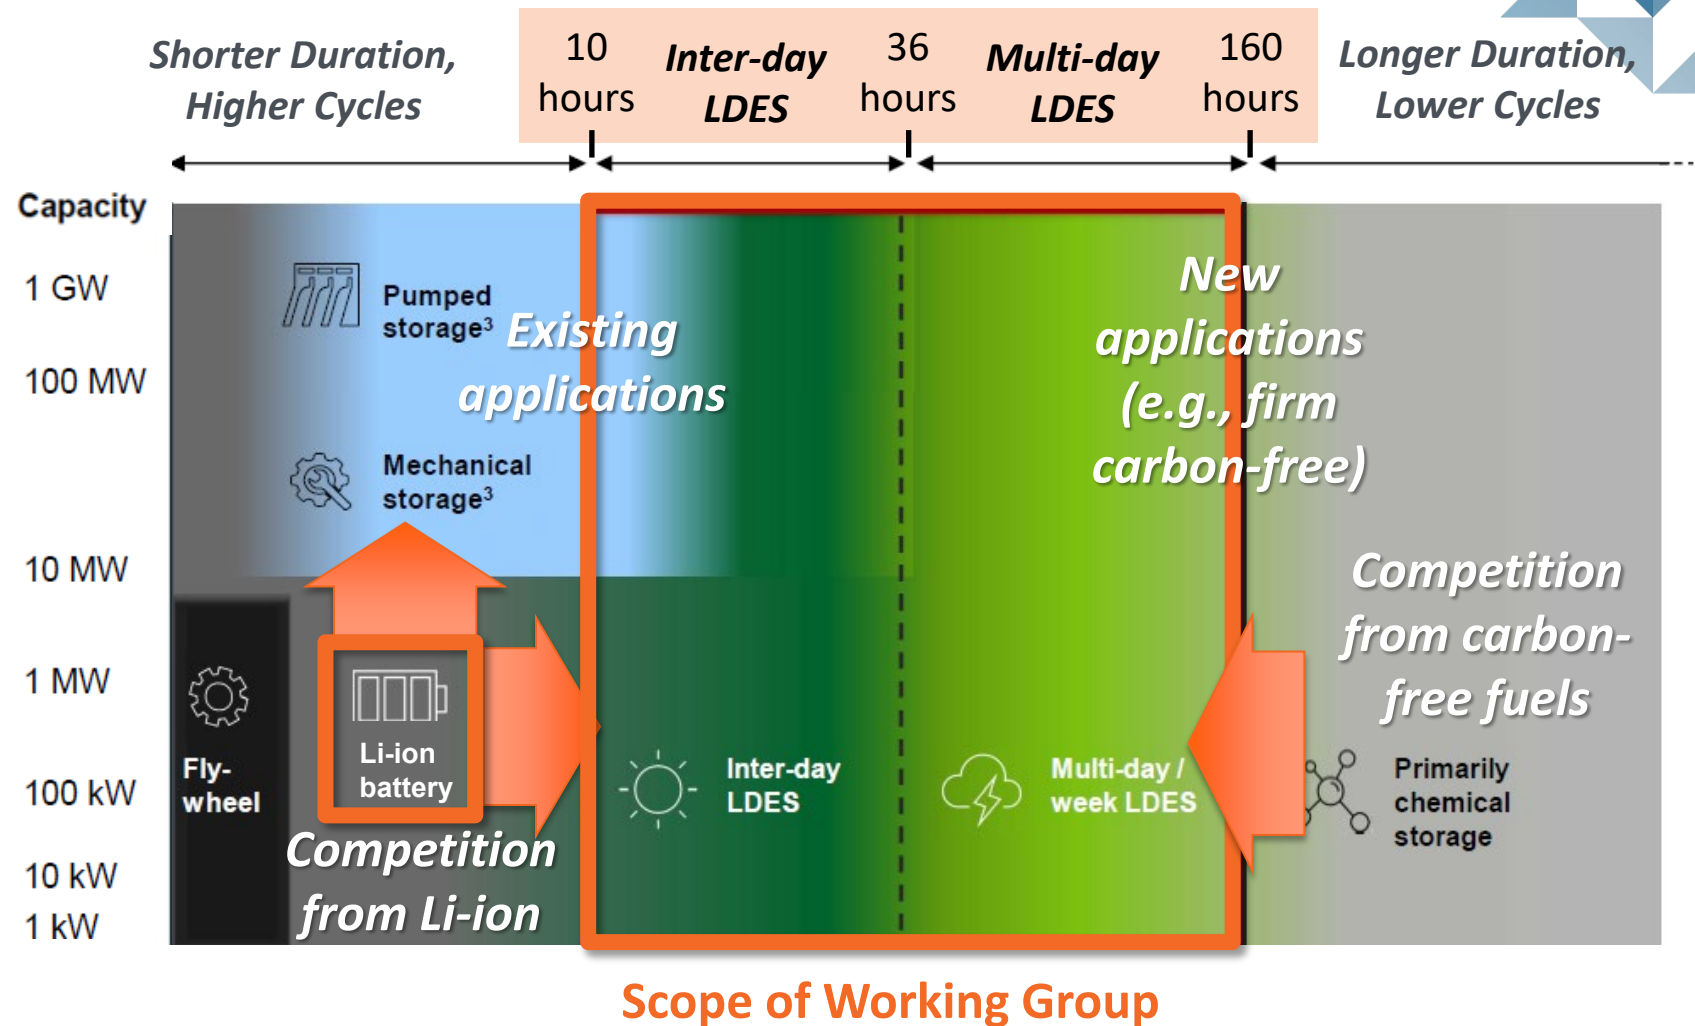 Shorter Duration,
Higher Cycles
10
hours
Inter-day
LDES
36
hours
Multi-day
LDES
160
hours
Longer Duration,
Lower Cycles
Capacity
1 GW
100 MW
10 MW
1 MW
100 kW
10 kW
1 kW
Pumped
storage³
Existing
applications
Mechanical
storage³
New
applications
(e.g., firm
carbon-free)
Competition
from carbon-
free fuels
Fly-
wheel
Li-ion
battery
Competition
from Li-ion
Inter-day
LDES
Multi-day /
week LDES
Primarily
chemical
storage
Scope of Working Group